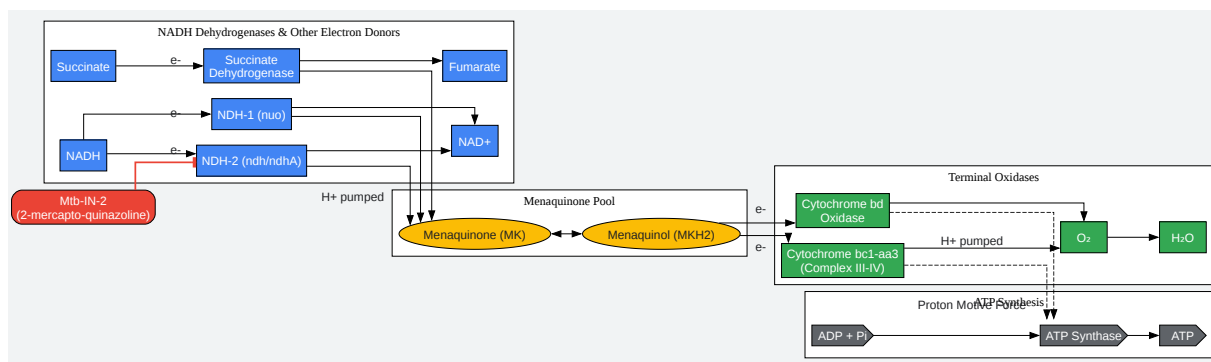 NADH Dehydrogenases & Other Electron Donors
Succinate
e-
Succinate
Dehydrogenase
Fumarate
e-
NDH-1 (nuo)
NADH
e-
NDH-2 (ndh/ndhA)
NAD+
Mtb-IN-2
(2-mercapto-quinazoline)
H+ pumped
Menaquinone Pool
Menaquinone (MK)
Menaquinol (MKH2)
e-
e-
Terminal Oxidases
Cytochrome bd
Oxidase
Cytochrome bc1-aa3
(Complex III-IV)
H+ pumped
O₂
H₂O
Proton Motive Force
ATP Synthesis
ADP + Pi
ATP Synthase
ATP